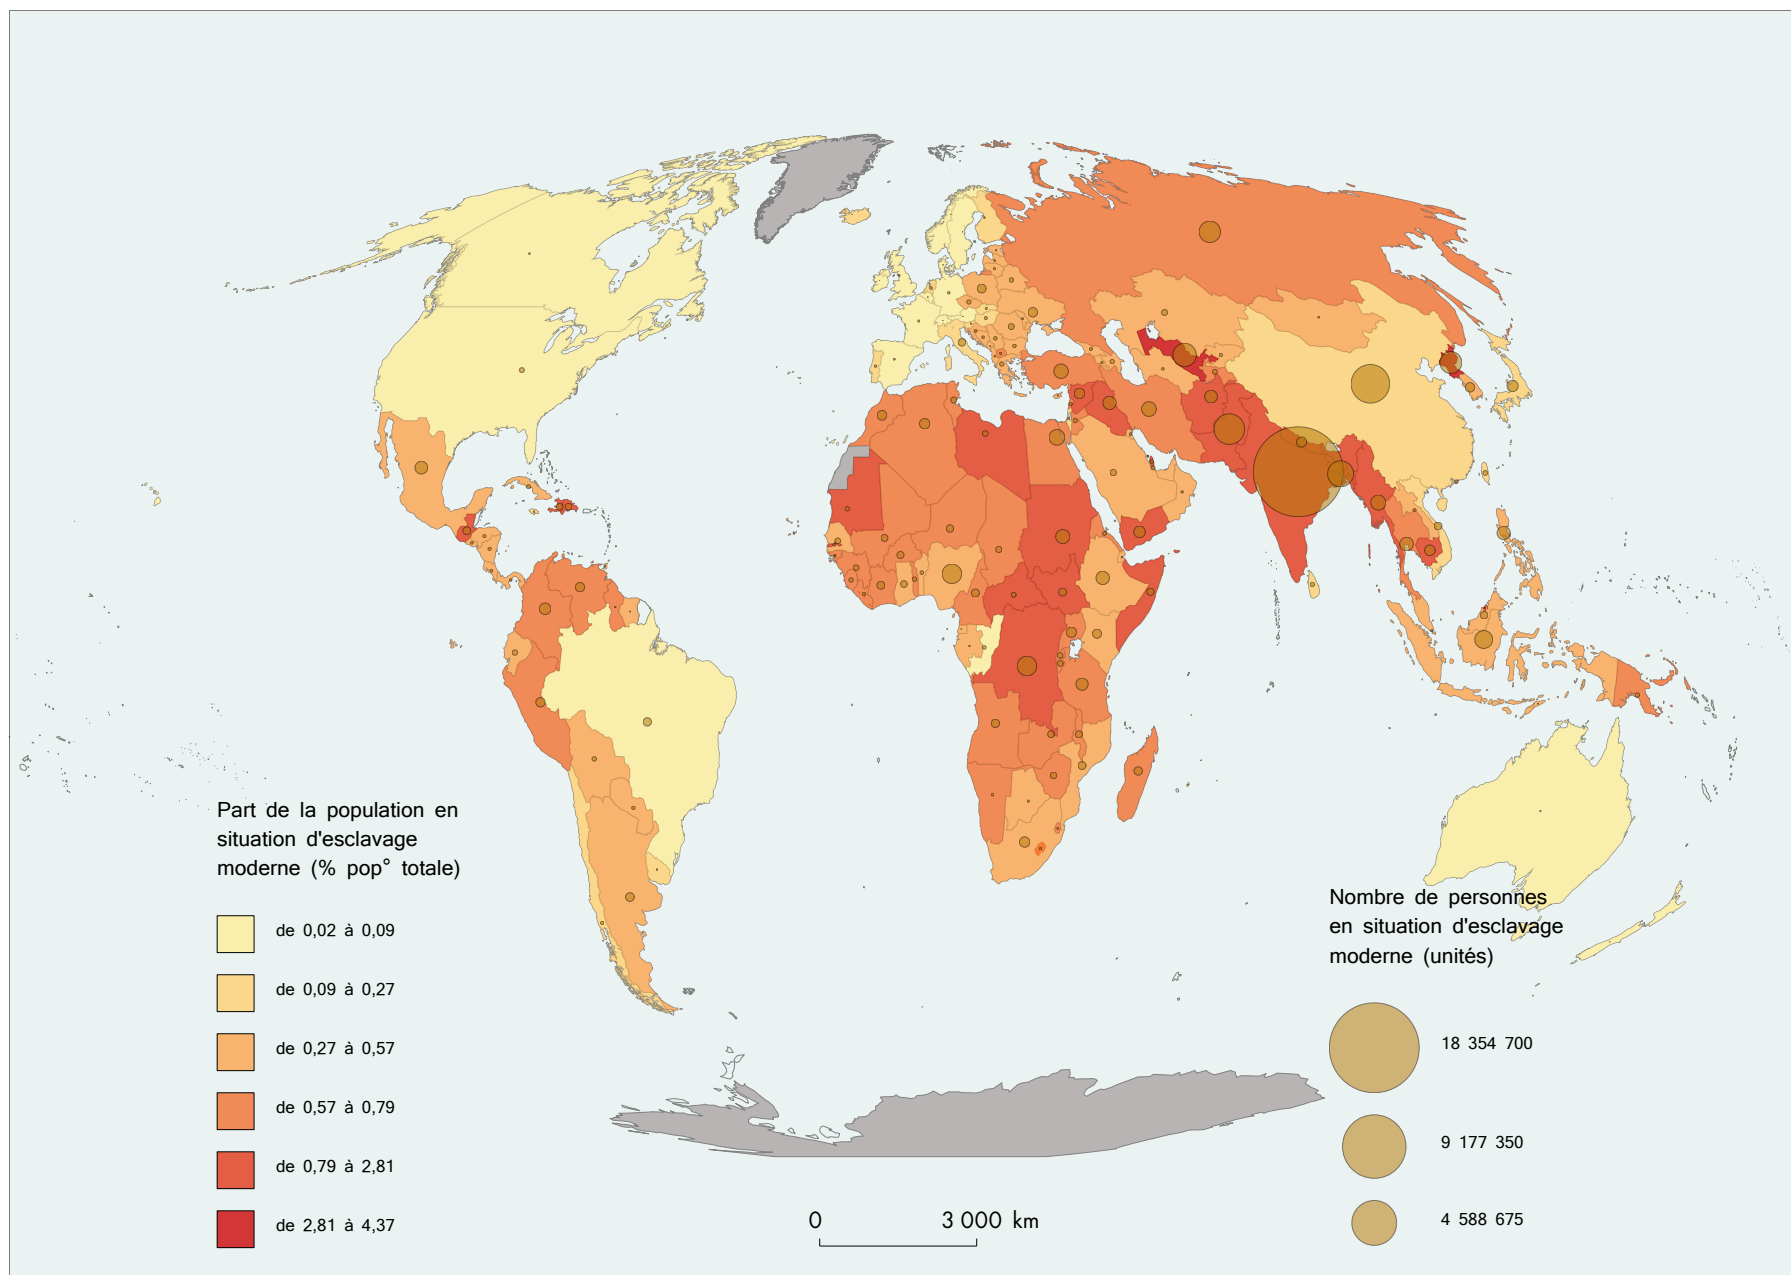 Part de la population en
situation d'esclavage
moderne (% pop° totale)
de 0,02 à 0,09
de 0,09 à 0,27
de 0,27 à 0,57
de 0,57 à 0,79
de 0,79 à 2,81
de 2,81 à 4,37
0 3 000 km
Nombre de personnes
en situation d'esclavage
moderne (unités)
18 354 700
9 177 350
4 588 675